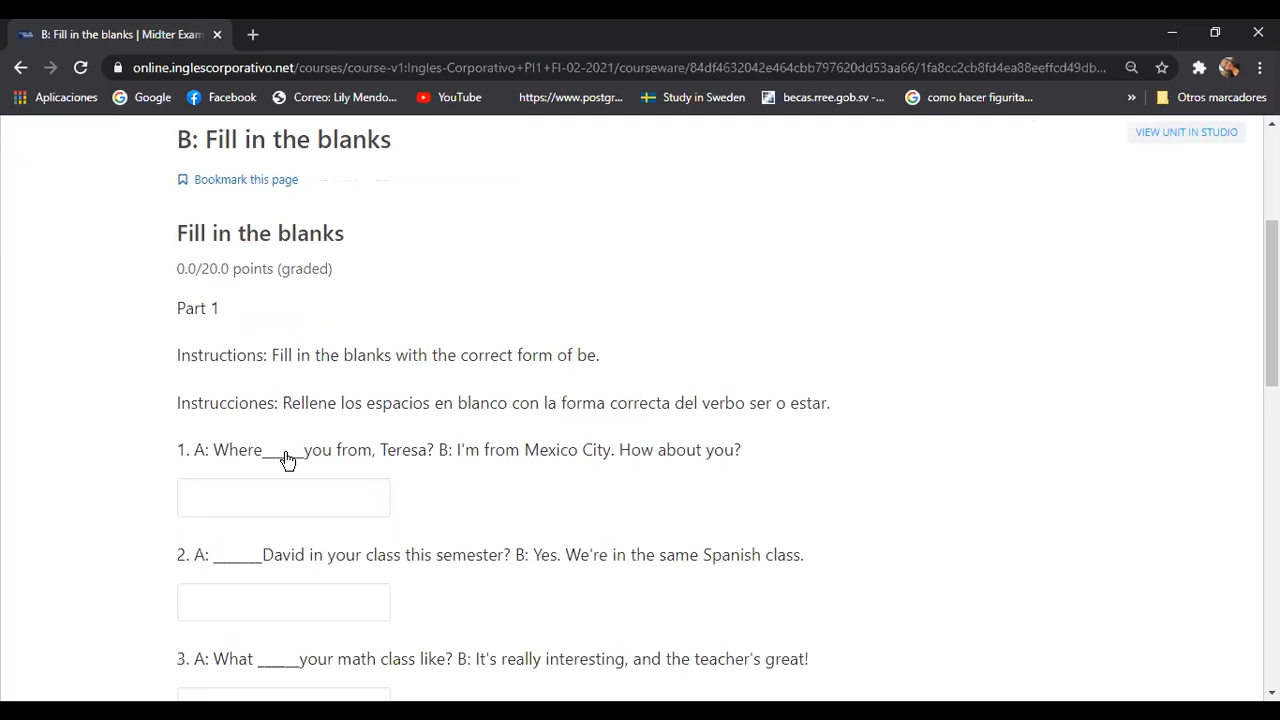 B: Fill in the blanks | Midter Exam
online.inglescorporativo.net/courses/course-v1:Ingles-Corporativo+PI1+FI-02-2021/courseware/84df4632042e464cbb797620dd53aa66/1fa8cc2cb8fd4ea88eeffcd49db...
Aplicaciones Google Facebook Correo: Lily Mendo... YouTube https://www.postgr... Study in Sweden becas.rree.gob.sv -... como hacer figurita... » Otros marcadores
B: Fill in the blanks
VIEW UNIT IN STUDIO
Bookmark this page
Fill in the blanks
0.0/20.0 points (graded)
Part 1
Instructions: Fill in the blanks with the correct form of be.
Instrucciones: Rellene los espacios en blanco con la forma correcta del verbo ser o estar.
1. A: Where_____you from, Teresa? B: I'm from Mexico City. How about you?
2. A: ______David in your class this semester? B: Yes. We're in the same Spanish class.
3. A: What _____your math class like? B: It's really interesting, and the teacher's great!